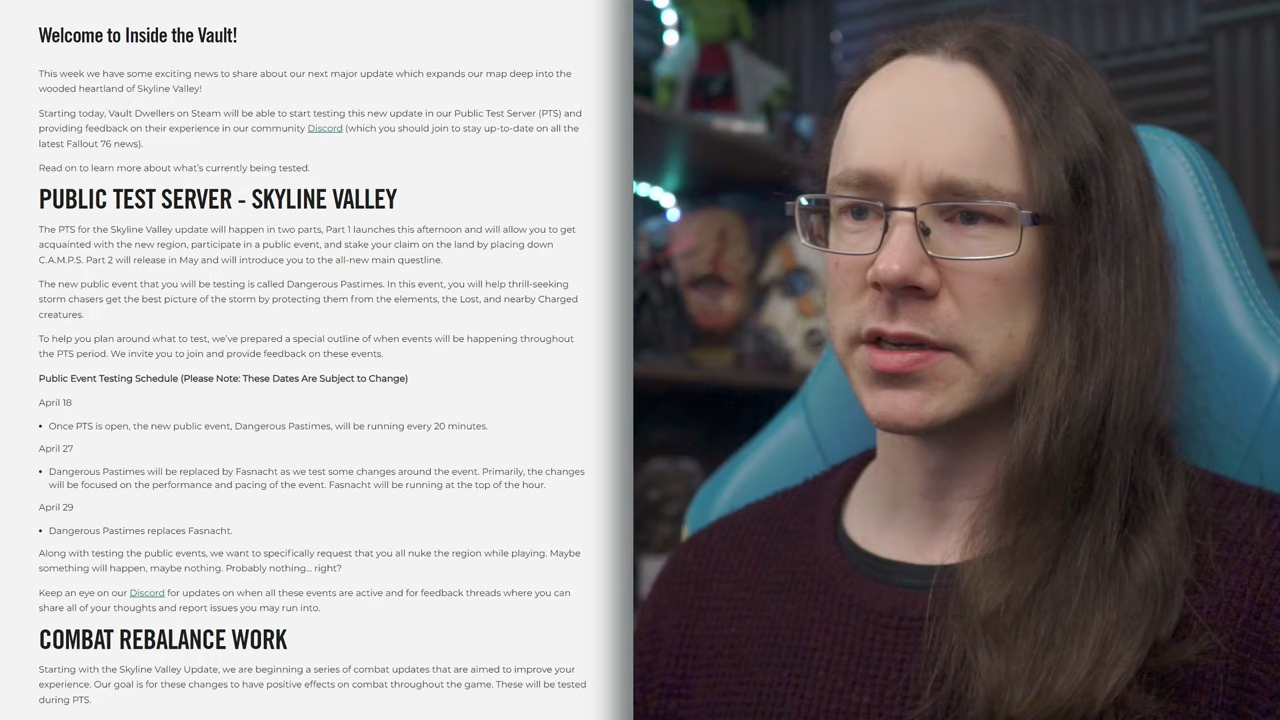 Welcome to Inside the Vault!
This week we have some exciting news to share about our next major update which expands our map deep into the
wooded heartland of Skyline Valley!
Starting today, Vault Dwellers on Steam will be able to start testing this new update in our Public Test Server (PTS) and
providing feedback on their experience in our community Discord (which you should join to stay up-to-date on all the
latest Fallout 76 news).
Read on to learn more about what's currently being tested.
PUBLIC TEST SERVER - SKYLINE VALLEY
The PTS for the Skyline Valley update will happen in two parts, Part 1 launches this afternoon and will allow you to get
acquainted with the new region, participate in a public event, and stake your claim on the land by placing down
C.A.M.P.S. Part 2 will release in May and will introduce you to the all-new main questline.
The new public event that you will be testing is called Dangerous Pastimes. In this event, you will help thrill-seeking
storm chasers get the best picture of the storm by protecting them from the elements, the Lost, and nearby Charged
creatures.
To help you plan around what to test, we've prepared a special outline of when events will be happening throughout
the PTS period. We invite you to join and provide feedback on these events.
Public Event Testing Schedule (Please Note: These Dates Are Subject to Change)
April 18
• Once PTS is open, the new public event, Dangerous Pastimes, will be running every 20 minutes.
April 27
• Dangerous Pastimes will be replaced by Fasnacht as we test some changes around the event. Primarily, the changes
will be focused on the performance and pacing of the event. Fasnacht will be running at the top of the hour.
April 29
• Dangerous Pastimes replaces Fasnacht.
Along with testing the public events, we want to specifically request that you all nuke the region while playing. Maybe
something will happen, maybe nothing. Probably nothing... right?
Keep an eye on our Discord for updates on when all these events are active and for feedback threads where you can
share all of your thoughts and report issues you may run into.
COMBAT REBALANCE WORK
Starting with the Skyline Valley Update, we are beginning a series of combat updates that are aimed to improve your
experience. Our goal is for these changes to have positive effects on combat throughout the game. These will be tested
during PTS.